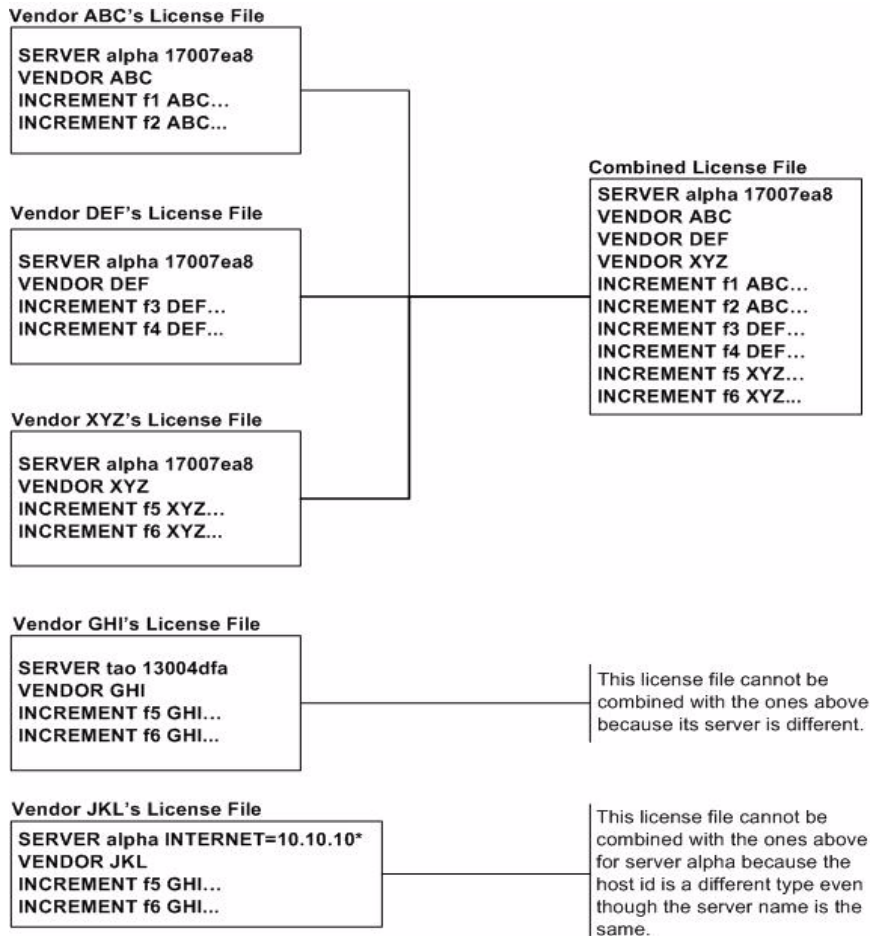 Vendor ABC's License File
SERVER alpha 17007ea8
VENDOR ABC
INCREMENT f1 ABC...
INCREMENT f2 ABC...
Vendor DEF's License File
SERVER alpha 17007ea8
VENDOR DEF
INCREMENT f3 DEF...
INCREMENT f4 DEF...
Vendor XYZ's License File
SERVER alpha 17007ea8
VENDOR XYZ
INCREMENT f5 XYZ...
INCREMENT f6 XYZ...
Combined License File
SERVER alpha 17007ea8
VENDOR ABC
VENDOR DEF
VENDOR XYZ
INCREMENT f1 ABC...
INCREMENT f2 ABC...
INCREMENT f3 DEF...
INCREMENT f4 DEF...
INCREMENT f5 XYZ...
INCREMENT f6 XYZ...
Vendor GHI's License File
SERVER tao 13004dfa
VENDOR GHI
INCREMENT f5 GHI...
INCREMENT f6 GHI...
This license file cannot be
combined with the ones above
because its server is different.
Vendor JKL's License File
SERVER alpha INTERNET=10.10.10*
VENDOR JKL
INCREMENT f5 GHI...
INCREMENT f6 GHI...
This license file cannot be
combined with the ones above
for server alpha because the
host id is a different type even
though the server name is the
same.